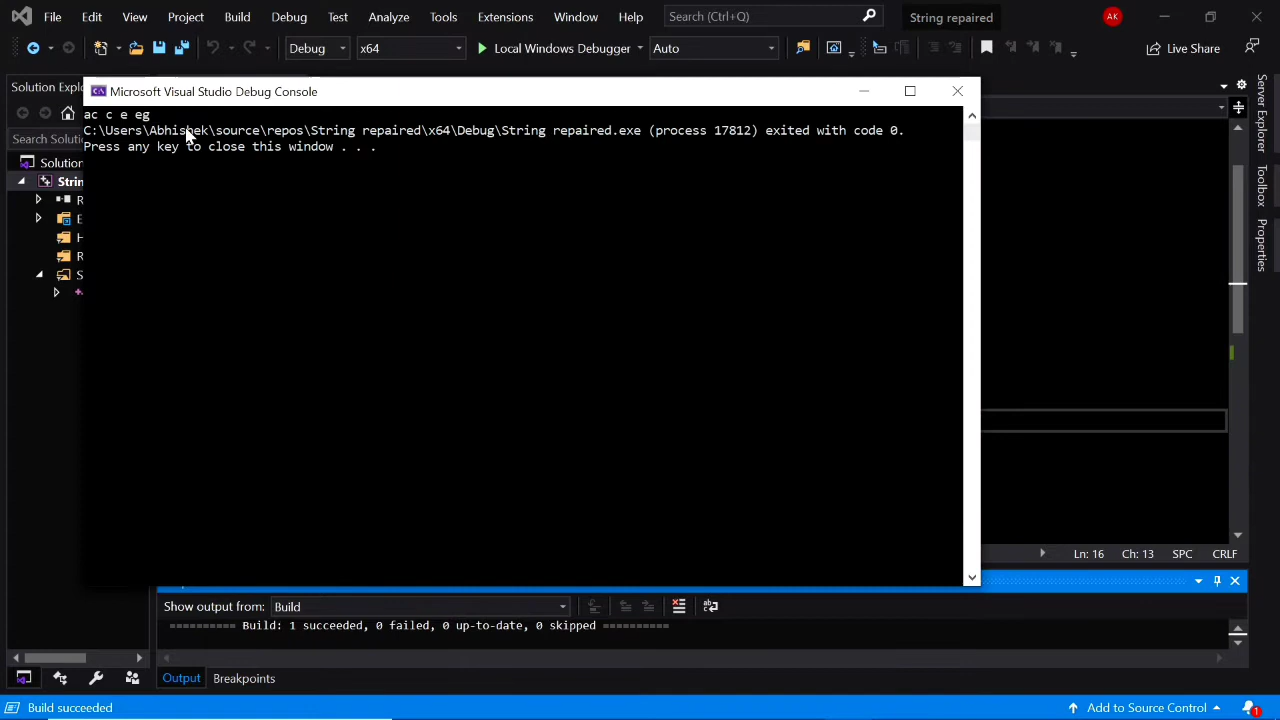 File Edit View Project Build Debug Test Analyze Tools Extensions Window Help Search (Ctrl+Q) String repaired AK
Debug x64 Local Windows Debugger Auto Live Share
Solution Explo
Microsoft Visual Studio Debug Console
ac c e eg
C:\Users\Abhishek\source\repos\String repaired\x64\Debug\String repaired.exe (process 17812) exited with code 0.
Press any key to close this window . . .
Search Soluti
Solution
Strin
R
E
H
R
S
Server Explorer
Toolbox
Properties
Ln: 16 Ch: 13 SPC CRLF
Show output from: Build
========== Build: 1 succeeded, 0 failed, 0 up-to-date, 0 skipped ==========
Output Breakpoints
Build succeeded Add to Source Control 1